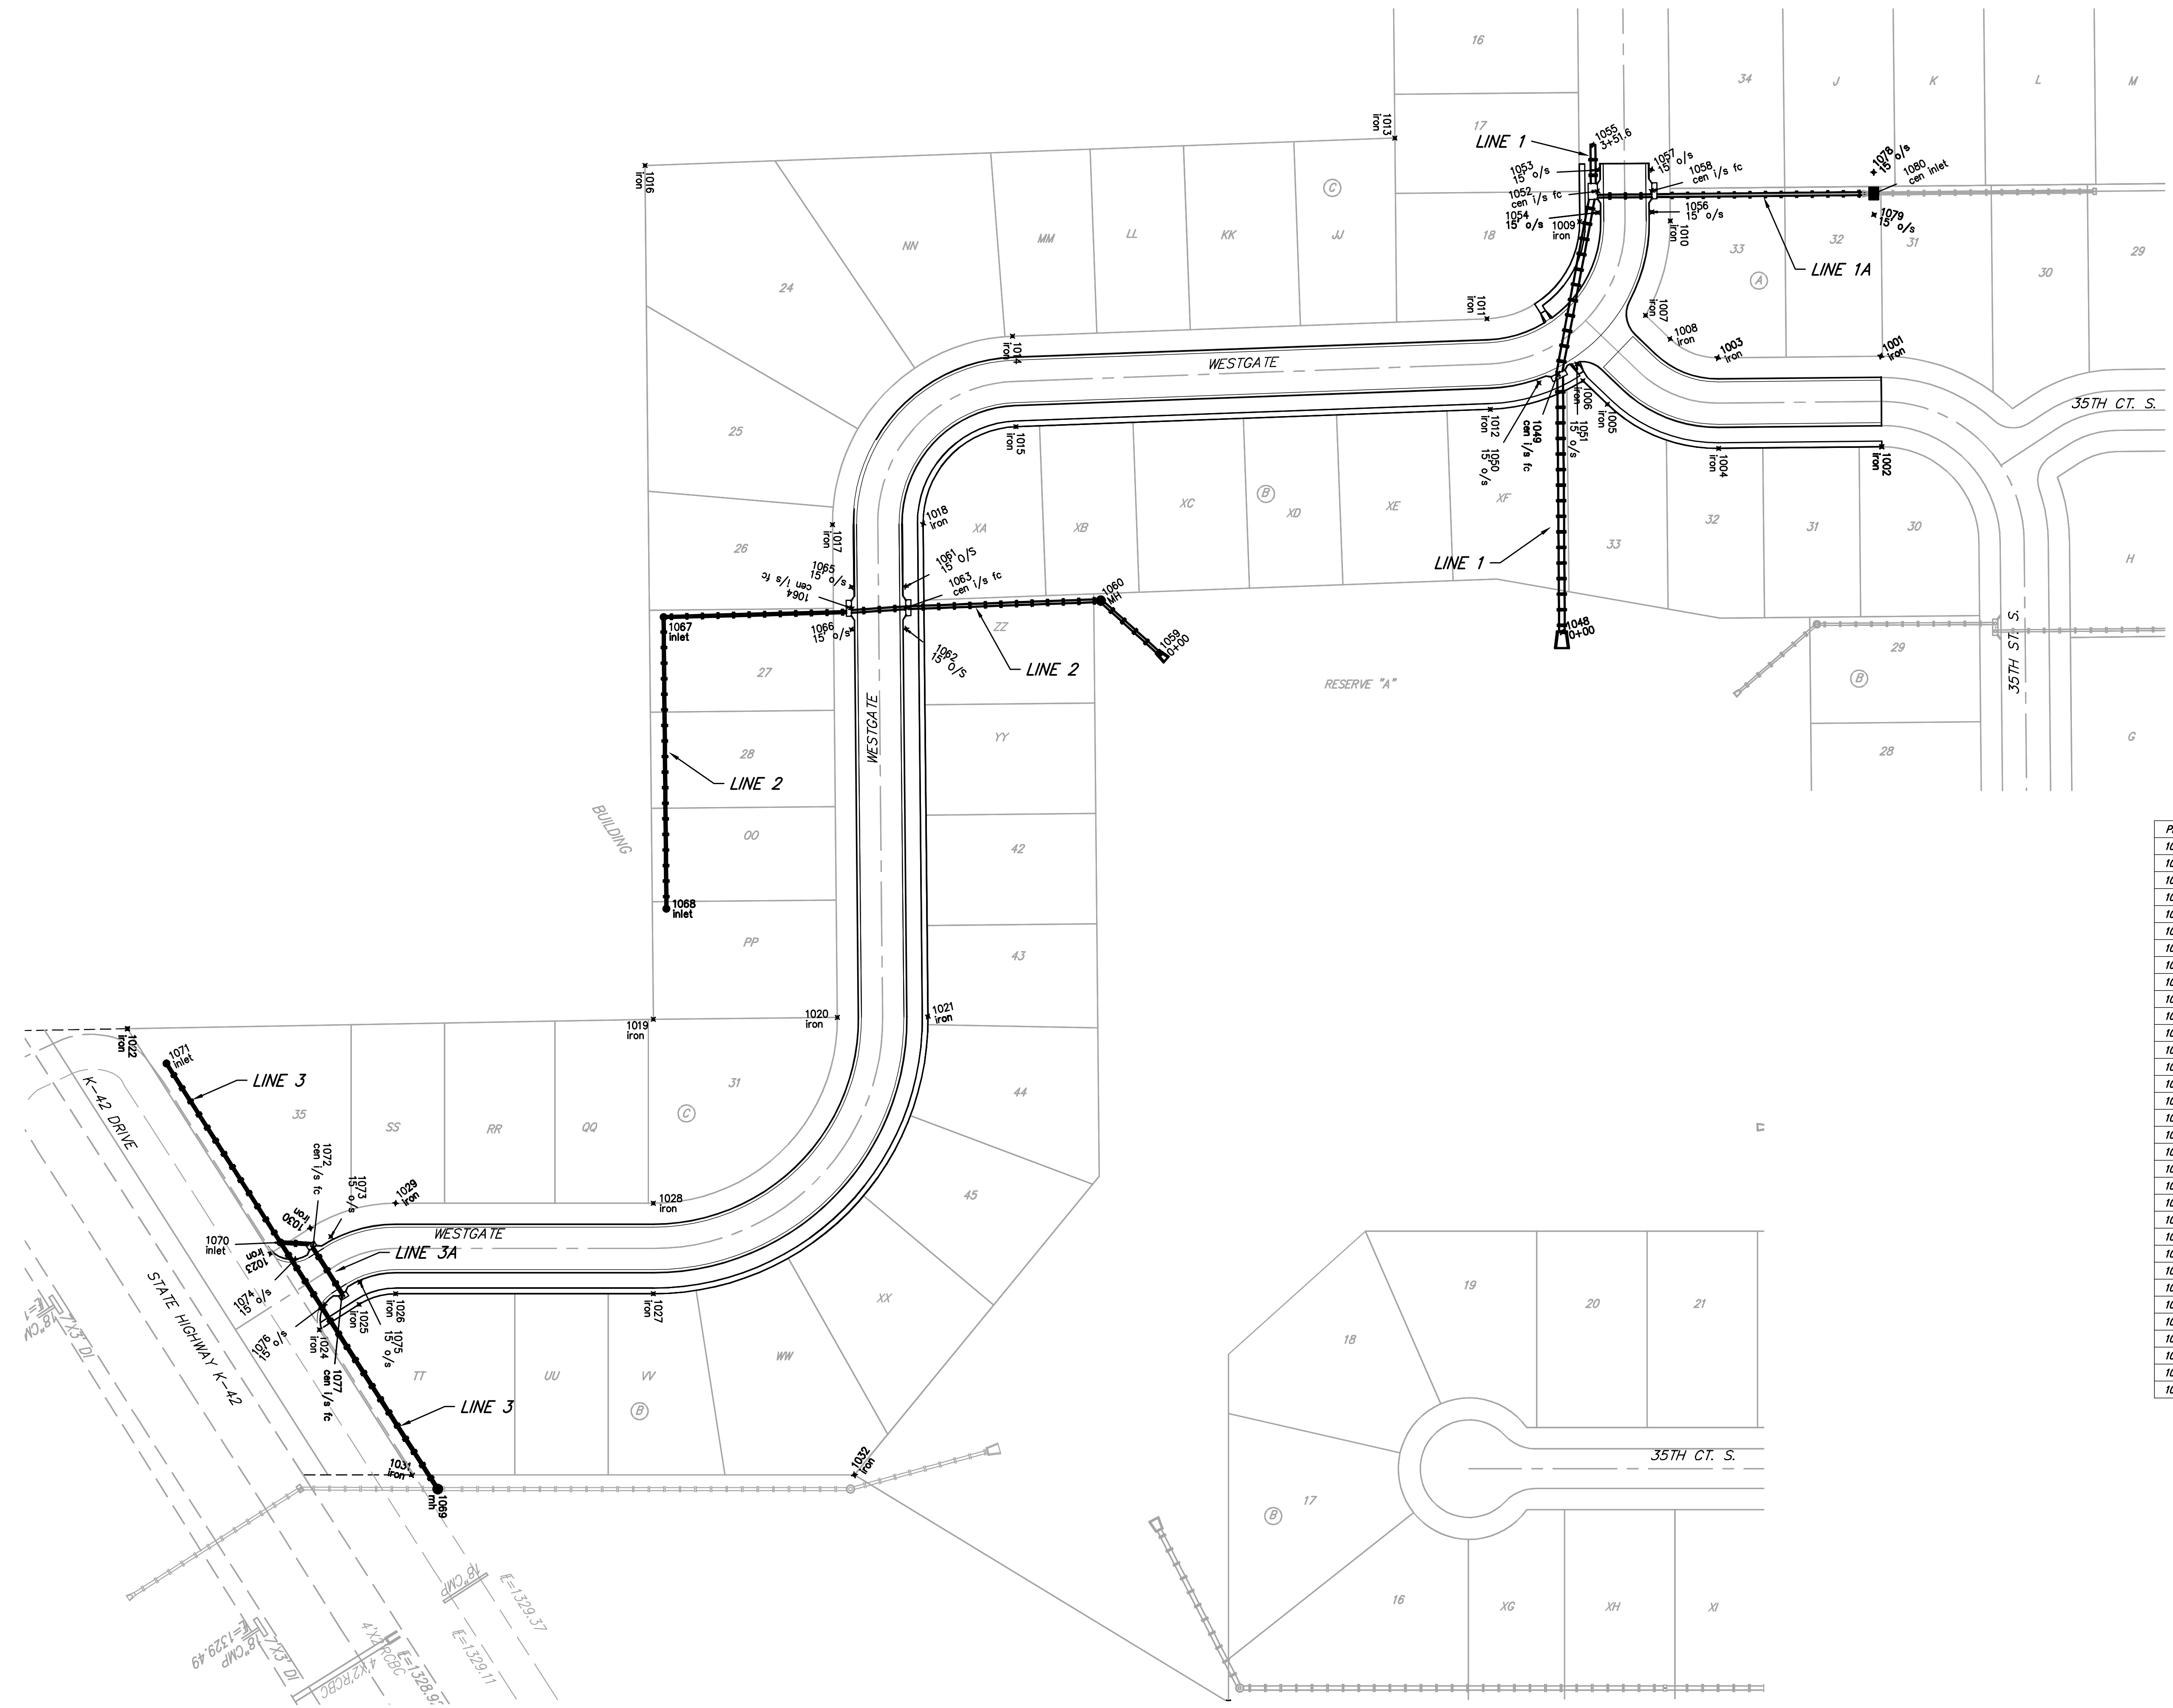 16
34
J
K
L
M
1013
iron
17
LINE 1
1055
3+51.6
1057
15' o/s
1058
cen i/s fc
1078
15' o/s
1080
cen inlet
1053
15' o/s
1052
cen i/s fc
1054
15' o/s
1009
iron
1056
15' o/s
1010
iron
1079
15' o/s
1016
iron
C
NN
MM
LL
KK
JJ
18
33
32
31
30
29
A
LINE 1A
24
1011
iron
1007
iron
1008
iron
1003
iron
1001
iron
1014
iron
WESTGATE
35TH CT. S.
1006
iron
1005
iron
1051
15' o/s
1049
cen i/s fc
1012
iron
1050
15' o/s
1004
iron
1002
iron
25
1015
iron
26
1017
iron
1018
iron
XA
XB
XC
B
XD
XE
XF
33
32
31
30
H
LINE 1
1065
15' o/s
1064
cen i/s fc
1061
15' O/S
1063
cen i/s fc
1060
MH
1059
0+00
1048
0+00
1067
inlet
1066
15' o/s
1062
15' O/S
ZZ
LINE 2
RESERVE "A"
35TH ST. S.
29
B
28
G
27
WESTGATE
YY
28
LINE 2
BUILDING
OO
42
1068
inlet
PP
43
1022
iron
1019
iron
1020
iron
1021
iron
1071
inlet
LINE 3
K-42 DRIVE
35
SS
RR
QQ
31
C
44
45
1072
cen i/s fc
1073
15' o/s
1029
iron
1028
iron
1030
iron
1070
inlet
1023
iron
WESTGATE
LINE 3A
1074
15' o/s
STATE HIGHWAY K-42
1076
15' o/s
1024
iron
1077
cen i/s fc
1025
iron
1026
iron
1075
15' o/s
1027
iron
XX
WW
TT
UU
VV
B
LINE 3
1031
iron
1069
mh
1032
iron
19
20
21
18
35TH CT. S.
17
B
16
XG
XH
XI
7'X3' DI
18"CMP
E=1329.37
E=1329.11
18"CMP
E=1329.49
7'X3' DI
4'X2'RCBC
4'X2'RCBC